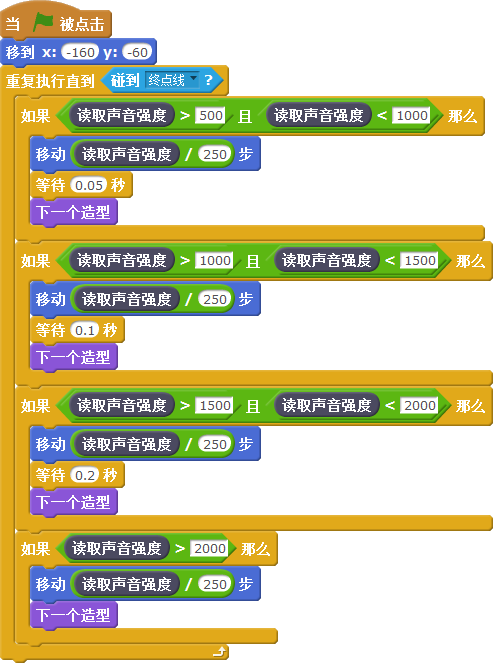 当 被点击
移到 x: -160 y: -60
重复执行直到 碰到 终点线 ?
如果 读取声音强度 > 500 且 读取声音强度 < 1000 那么
移动 读取声音强度 / 250 步
等待 0.05 秒
下一个造型
如果 读取声音强度 > 1000 且 读取声音强度 < 1500 那么
移动 读取声音强度 / 250 步
等待 0.1 秒
下一个造型
如果 读取声音强度 > 1500 且 读取声音强度 < 2000 那么
移动 读取声音强度 / 250 步
等待 0.2 秒
下一个造型
如果 读取声音强度 > 2000 那么
移动 读取声音强度 / 250 步
下一个造型